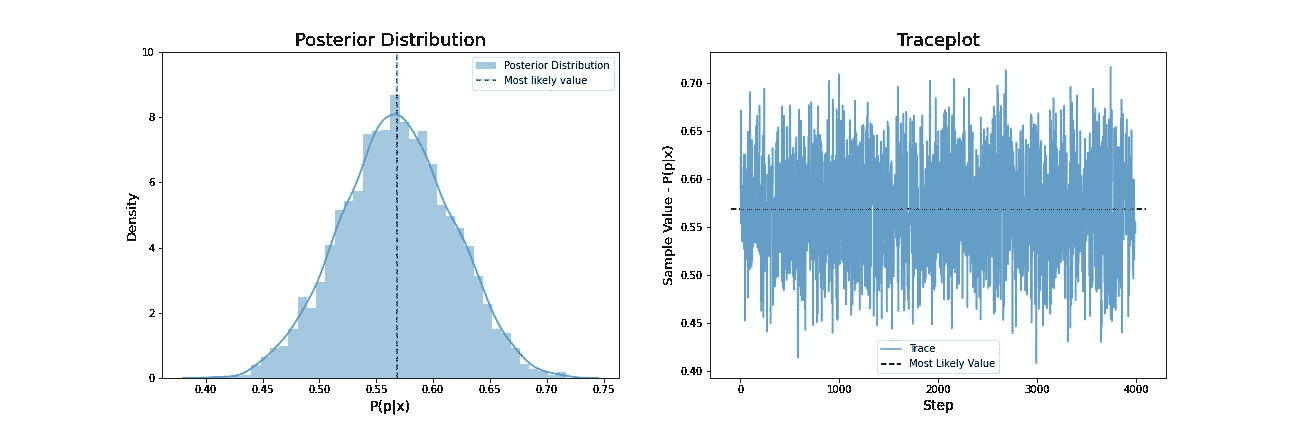 Posterior Distribution
10
8
6
4
2
0
Density
Posterior Distribution
Most likely value
0.40 0.45 0.50 0.55 0.60 0.65 0.70 0.75
P(p|x)
Traceplot
0.70
0.65
0.60
0.55
0.50
0.45
0.40
Sample Value - P(p|x)
Trace
Most Likely Value
0 1000 2000 3000 4000
Step